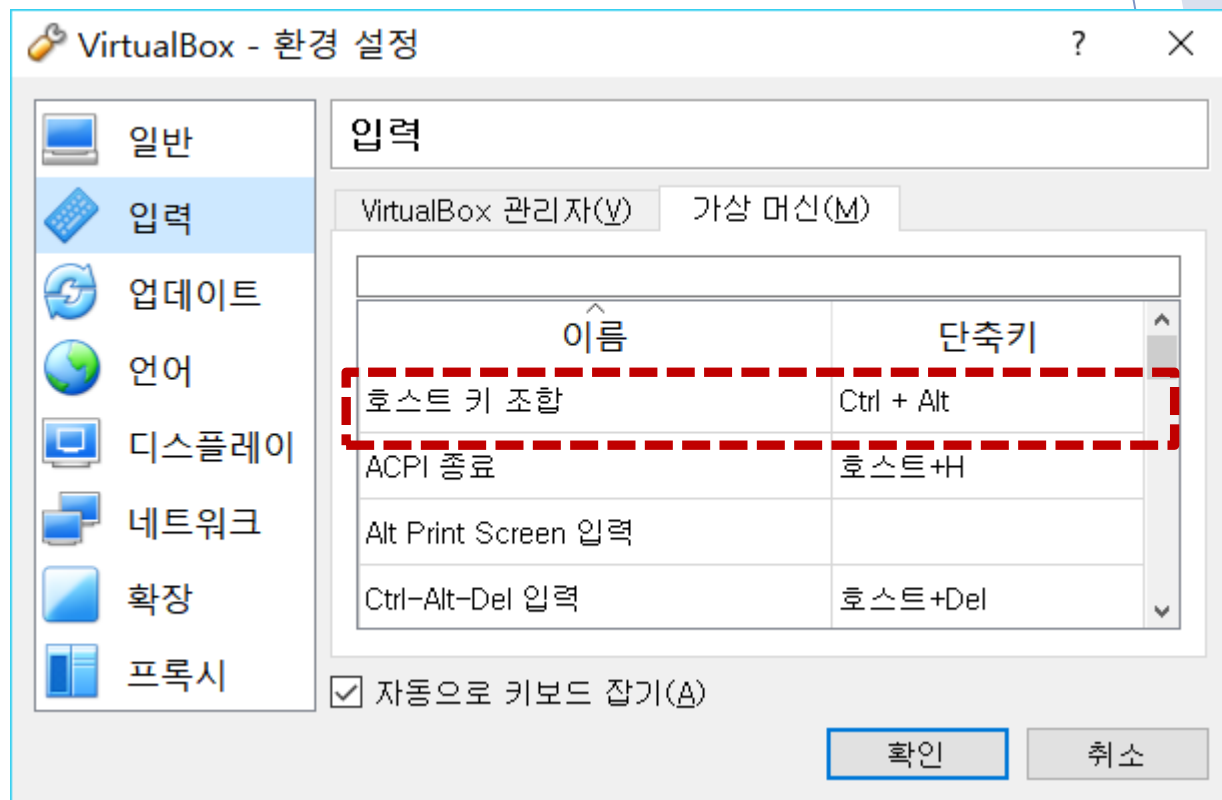 VirtualBox - 환경 설정
?
일반
입력
업데이트
언어
디스플레이
네트워크
확장
프록시
입력
VirtualBox 관리자(V)
가상 머신(M)
이름 단축키
호스트 키 조합 Ctrl + Alt
ACPI 종료 호스트+H
Alt Print Screen 입력
Ctrl-Alt-Del 입력 호스트+Del
자동으로 키보드 잡기(A)
확인 취소